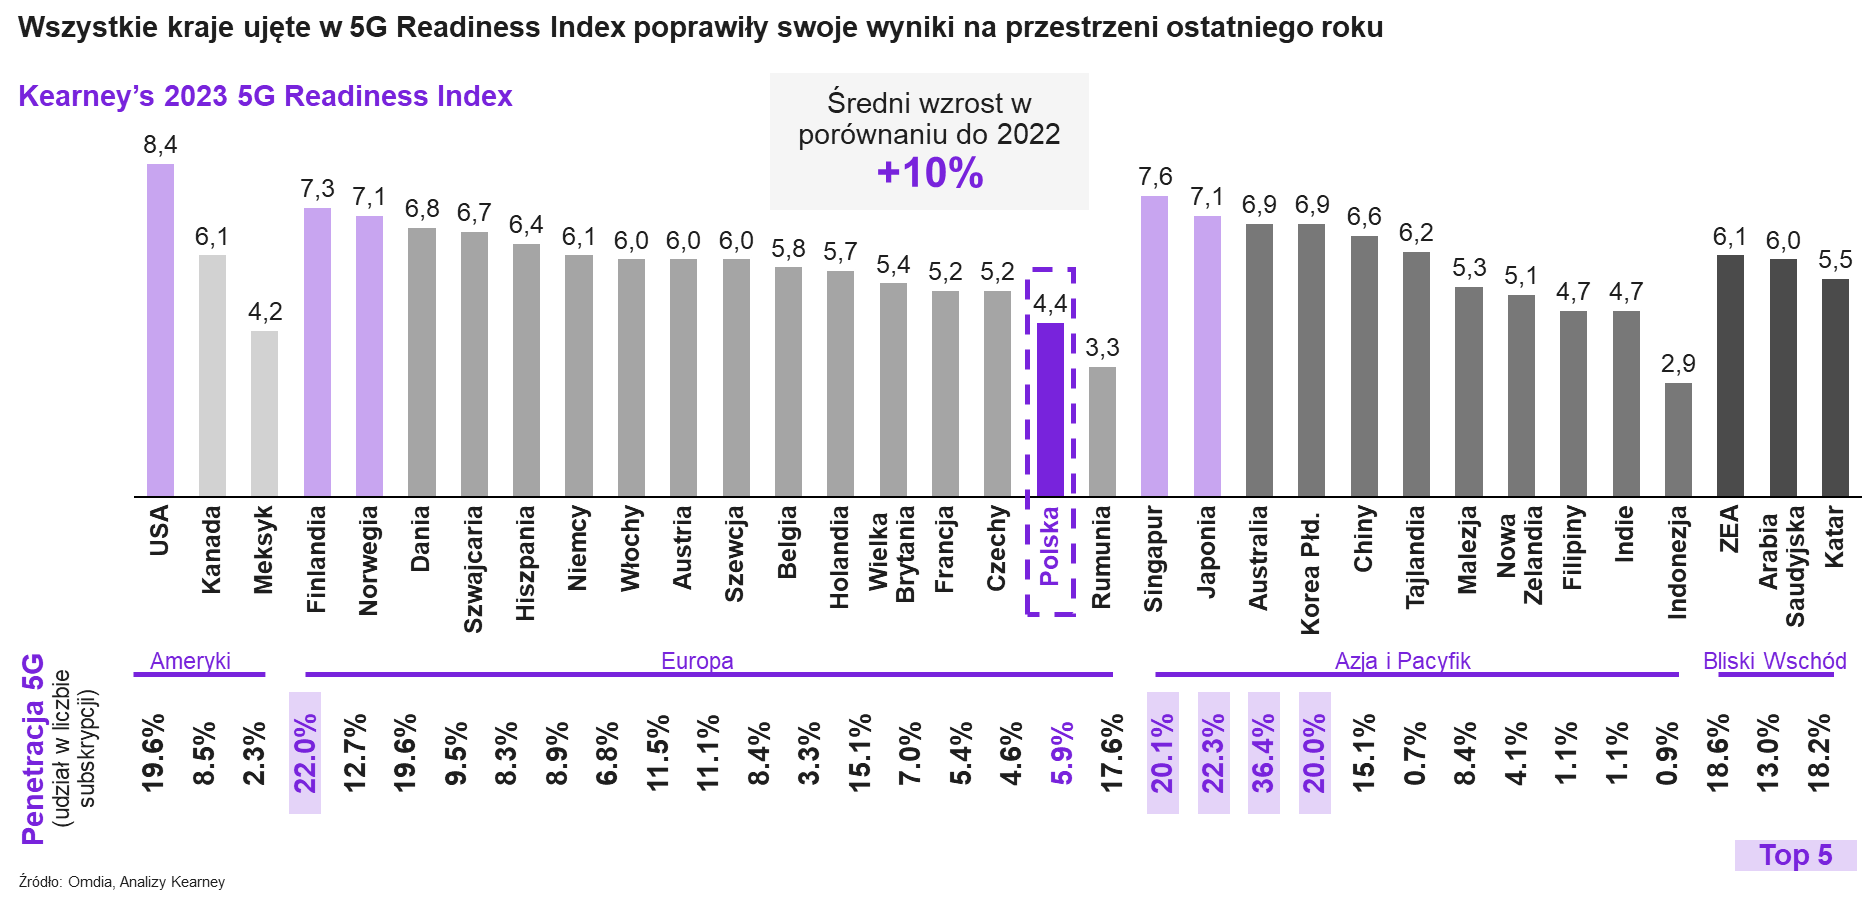 Wszystkie kraje ujęte w 5G Readiness Index poprawiły swoje wyniki na przestrzeni ostatniego roku
Kearney's 2023 5G Readiness Index
Średni wzrost w
porównaniu do 2022
+10%
8,4
6,1
4,2
7,3
7,1
6,8
6,7
6,4
6,1
6,0
6,0
6,0
5,8
5,7
5,4
5,2
5,2
4,4
3,3
7,6
7,1
6,9
6,9
6,6
6,2
5,3
5,1
4,7
4,7
2,9
6,1
6,0
5,5
USA
Kanada
Meksyk
Finlandia
Norwegia
Dania
Szwajcaria
Hiszpania
Niemcy
Włochy
Austria
Szewcja
Belgia
Holandia
Wielka
Brytania
Francja
Czechy
Polska
Rumunia
Singapur
Japonia
Australia
Korea Płd.
Chiny
Tajlandia
Malezja
Nowa
Zelandia
Filipiny
Indie
Indonezja
ZEA
Arabia
Saudyjska
Katar
Ameryki
Europa
Azja i Pacyfik
Bliski Wschód
Penetracja 5G
(udział w liczbie
subskrypcji)
19.6%
8.5%
2.3%
22.0%
12.7%
19.6%
9.5%
8.3%
8.9%
6.8%
11.5%
11.1%
8.4%
3.3%
15.1%
7.0%
5.4%
4.6%
5.9%
17.6%
20.1%
22.3%
36.4%
20.0%
15.1%
0.7%
8.4%
4.1%
1.1%
1.1%
0.9%
18.6%
13.0%
18.2%
Top 5
Źródło: Omdia, Analizy Kearney